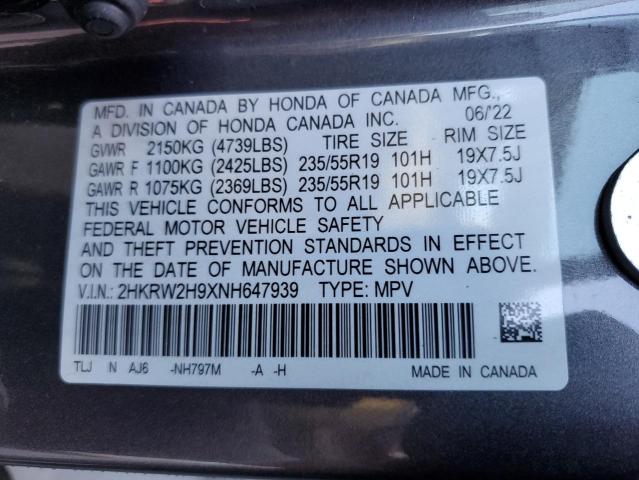 MFD. IN CANADA BY HONDA OF CANADA MFG.,
A DIVISION OF HONDA CANADA INC. 06/'22
GVWR 2150KG (4739LBS) TIRE SIZE RIM SIZE
GAWR F 1100KG (2425LBS) 235/55R19 101H 19X7.5J
GAWR R 1075KG (2369LBS) 235/55R19 101H 19X7.5J
THIS VEHICLE CONFORMS TO ALL APPLICABLE
FEDERAL MOTOR VEHICLE SAFETY
AND THEFT PREVENTION STANDARDS IN EFFECT
ON THE DATE OF MANUFACTURE SHOWN ABOVE.
V.I.N.: 2HKRW2H9XNH647939 TYPE: MPV
TLJ N AJ6 -NH797M -A -H MADE IN CANADA